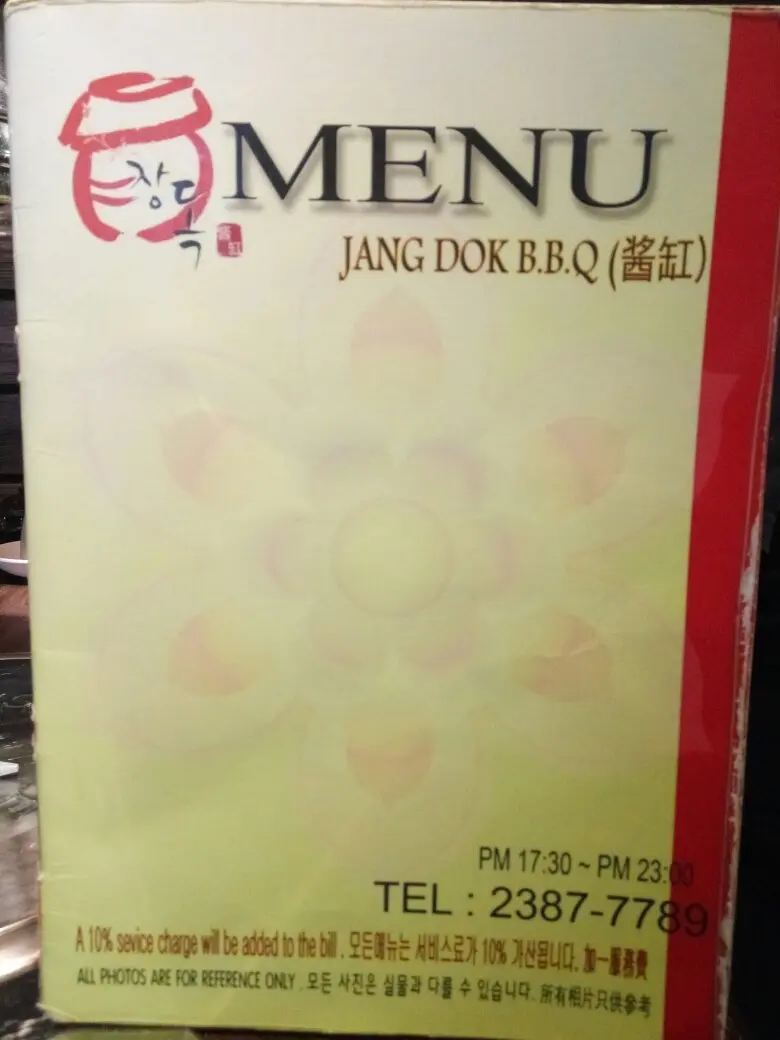 장독
醬缸
MENU
JANG DOK B.B.Q (酱缸)
PM 17:30 ~ PM 23:00
TEL : 2387-7789
A 10% sevice charge will be added to the bill . 모든메뉴는 서비스료가 10% 가산됩니다. 加一服務費
ALL PHOTOS ARE FOR REFERENCE ONLY . 모든 사진은 실물과 다를 수 있습니다. 所有相片只供參考